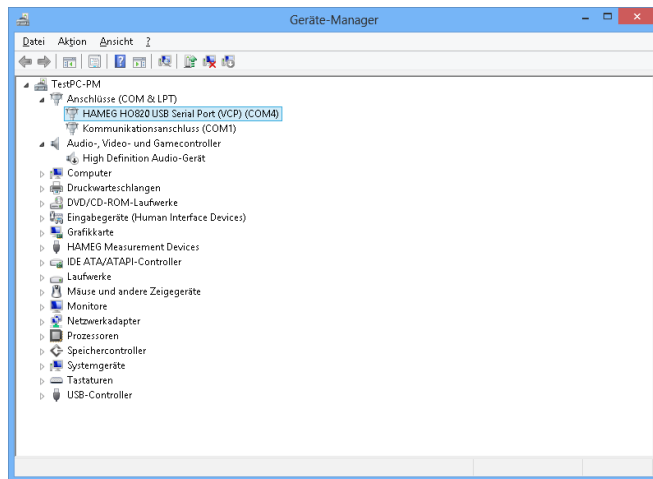 Geräte-Manager
Datei Aktion Ansicht ?
TestPC-PM
Anschlüsse (COM & LPT)
HAMEG HO820 USB Serial Port (VCP) (COM4)
Kommunikationsanschluss (COM1)
Audio-, Video- und Gamecontroller
High Definition Audio-Gerät
Computer
Druckwarteschlangen
DVD/CD-ROM-Laufwerke
Eingabegeräte (Human Interface Devices)
Grafikkarte
HAMEG Measurement Devices
IDE ATA/ATAPI-Controller
Laufwerke
Mäuse und andere Zeigegeräte
Monitore
Netzwerkadapter
Prozessoren
Speichercontroller
Systemgeräte
Tastaturen
USB-Controller